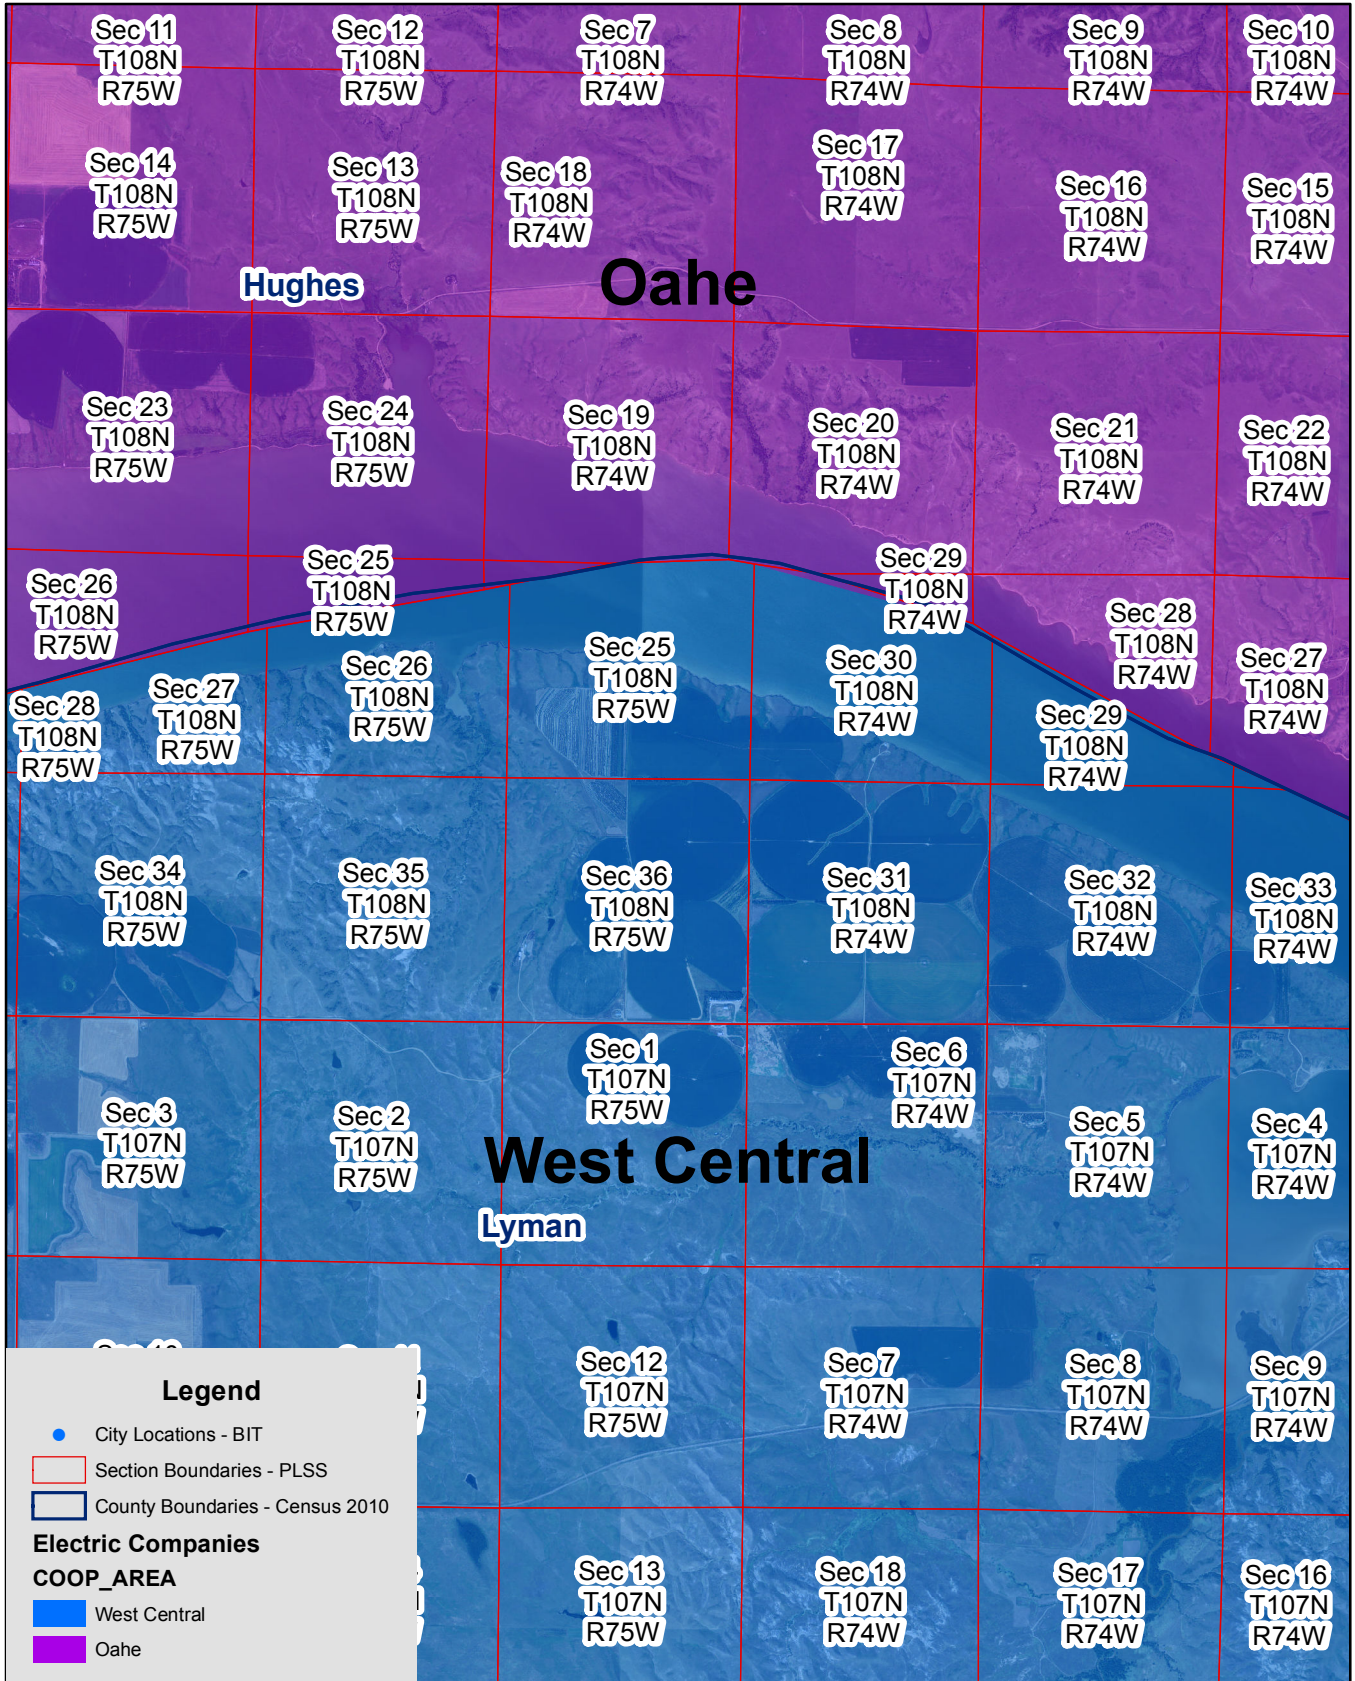 Sec 11
T108N
R75W
Sec 12
T108N
R75W
Sec 7
T108N
R74W
Sec 8
T108N
R74W
Sec 9
T108N
R74W
Sec 10
T108N
R74W
Sec 14
T108N
R75W
Sec 13
T108N
R75W
Sec 18
T108N
R74W
Sec 17
T108N
R74W
Sec 16
T108N
R74W
Sec 15
T108N
R74W
Hughes
Oahe
Sec 23
T108N
R75W
Sec 24
T108N
R75W
Sec 19
T108N
R74W
Sec 20
T108N
R74W
Sec 21
T108N
R74W
Sec 22
T108N
R74W
Sec 26
T108N
R75W
Sec 25
T108N
R75W
Sec 29
T108N
R74W
Sec 28
T108N
R74W
Sec 27
T108N
R74W
Sec 28
T108N
R75W
Sec 27
T108N
R75W
Sec 26
T108N
R75W
Sec 25
T108N
R75W
Sec 30
T108N
R74W
Sec 29
T108N
R74W
Sec 34
T108N
R75W
Sec 35
T108N
R75W
Sec 36
T108N
R75W
Sec 31
T108N
R74W
Sec 32
T108N
R74W
Sec 33
T108N
R74W
Sec 3
T107N
R75W
Sec 2
T107N
R75W
Sec 1
T107N
R75W
Sec 6
T107N
R74W
Sec 5
T107N
R74W
Sec 4
T107N
R74W
West Central
Lyman
Sec 12
T107N
R75W
Sec 7
T107N
R74W
Sec 8
T107N
R74W
Sec 9
T107N
R74W
Sec 13
T107N
R75W
Sec 18
T107N
R74W
Sec 17
T107N
R74W
Sec 16
T107N
R74W
Legend
City Locations - BIT
Section Boundaries - PLSS
County Boundaries - Census 2010
Electric Companies
COOP_AREA
West Central
Oahe